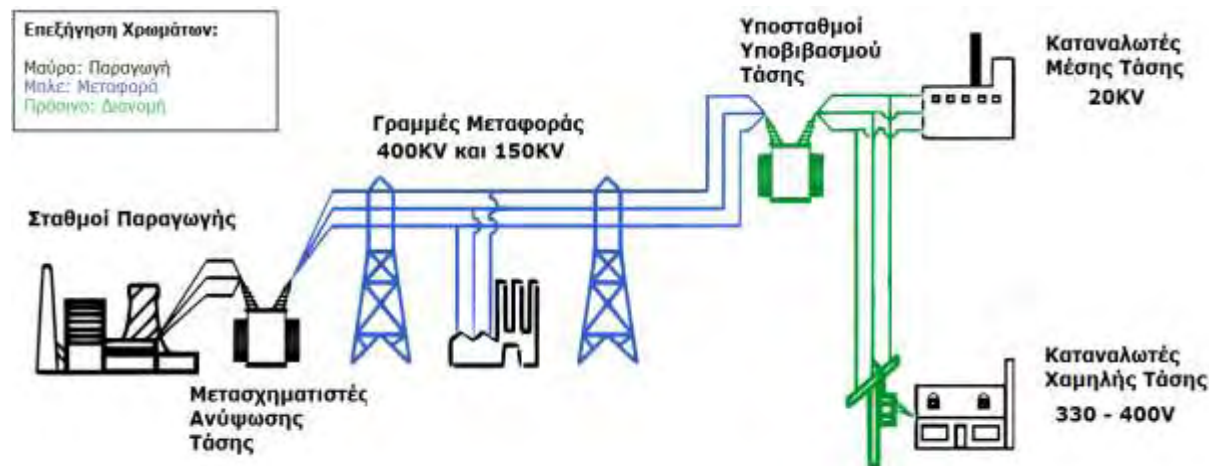 Επεξήγηση Χρωμάτων:
Μαύρο: Παραγωγή
Μπλε: Μεταφορά
Πράσινο: Διανομή
Υποσταθμοί
Υποβιβασμού
Τάσης
Καταναλωτές
Μέσης Τάσης
20KV
Γραμμές Μεταφοράς
400KV και 150KV
Σταθμοί Παραγωγής
Μετασχηματιστές
Ανύψωσης
Τάσης
Καταναλωτές
Χαμηλής Τάσης
330 - 400V